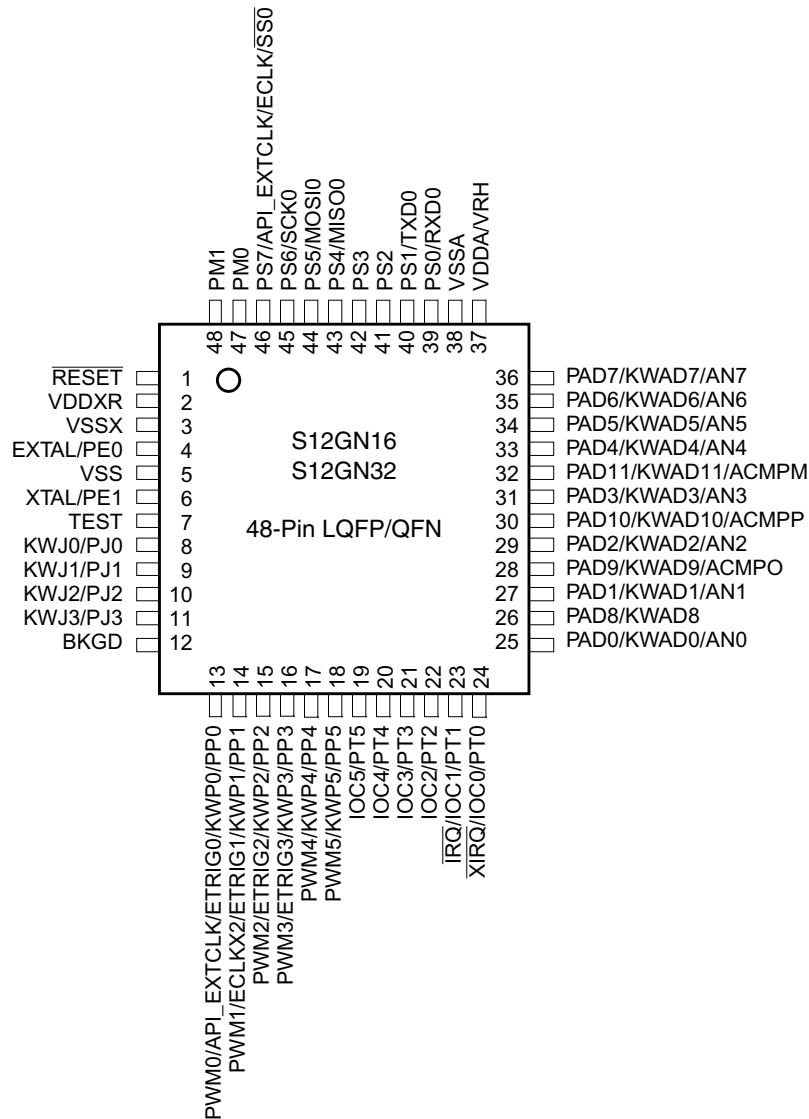 PM1
PM0
PS7/API_EXTCLK/ECLK/SS0
PS6/SCK0
PS5/MOSI0
PS4/MISO0
PS3
PS2
PS1/TXD0
PS0/RXD0
VSSA
VDDA/VRH
48
47
46
45
44
43
42
41
40
39
38
37
RESET 1
VDDXR 2
VSSX 3
EXTAL/PE0 4
VSS 5
XTAL/PE1 6
TEST 7
KWJ0/PJ0 8
KWJ1/PJ1 9
KWJ2/PJ2 10
KWJ3/PJ3 11
BKGD 12
S12GN16
S12GN32
48-Pin LQFP/QFN
36 PAD7/KWAD7/AN7
35 PAD6/KWAD6/AN6
34 PAD5/KWAD5/AN5
33 PAD4/KWAD4/AN4
32 PAD11/KWAD11/ACMPM
31 PAD3/KWAD3/AN3
30 PAD10/KWAD10/ACMPP
29 PAD2/KWAD2/AN2
28 PAD9/KWAD9/ACMPO
27 PAD1/KWAD1/AN1
26 PAD8/KWAD8
25 PAD0/KWAD0/AN0
13
14
15
16
17
18
19
20
21
22
23
24
PWM0/API_EXTCLK/ETRIG0/KWP0/PP0
PWM1/ECLKX2/ETRIG1/KWP1/PP1
PWM2/ETRIG2/KWP2/PP2
PWM3/ETRIG3/KWP3/PP3
PWM4/KWP4/PP4
PWM5/KWP5/PP5
IOC5/PT5
IOC4/PT4
IOC3/PT3
IOC2/PT2
IRQ/IOC1/PT1
XIRQ/IOC0/PT0